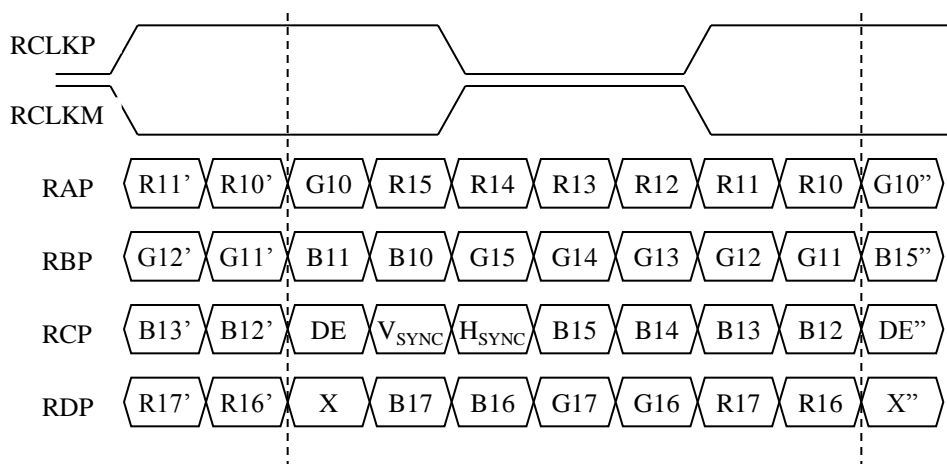 RCLKP
RCLKM
RAP R11’ R10’ G10 R15 R14 R13 R12 R11 R10 G10”
RBP G12’ G11’ B11 B10 G15 G14 G13 G12 G11 B15”
RCP B13’ B12’ DE VSYNC HSYNC B15 B14 B13 B12 DE”
RDP R17’ R16’ X B17 B16 G17 G16 R17 R16 X”